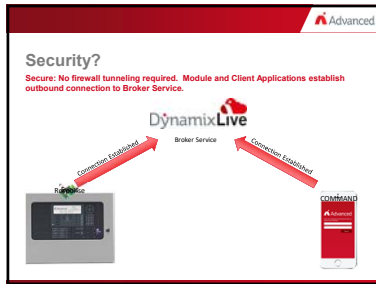 Advanced
Security?
Secure: No firewall tunneling required. Module and Client Applications establish
outbound connection to Broker Service.
DynamixLive
Broker Service
Connection Established
Connection Established
Response
COMMAND
Advanced